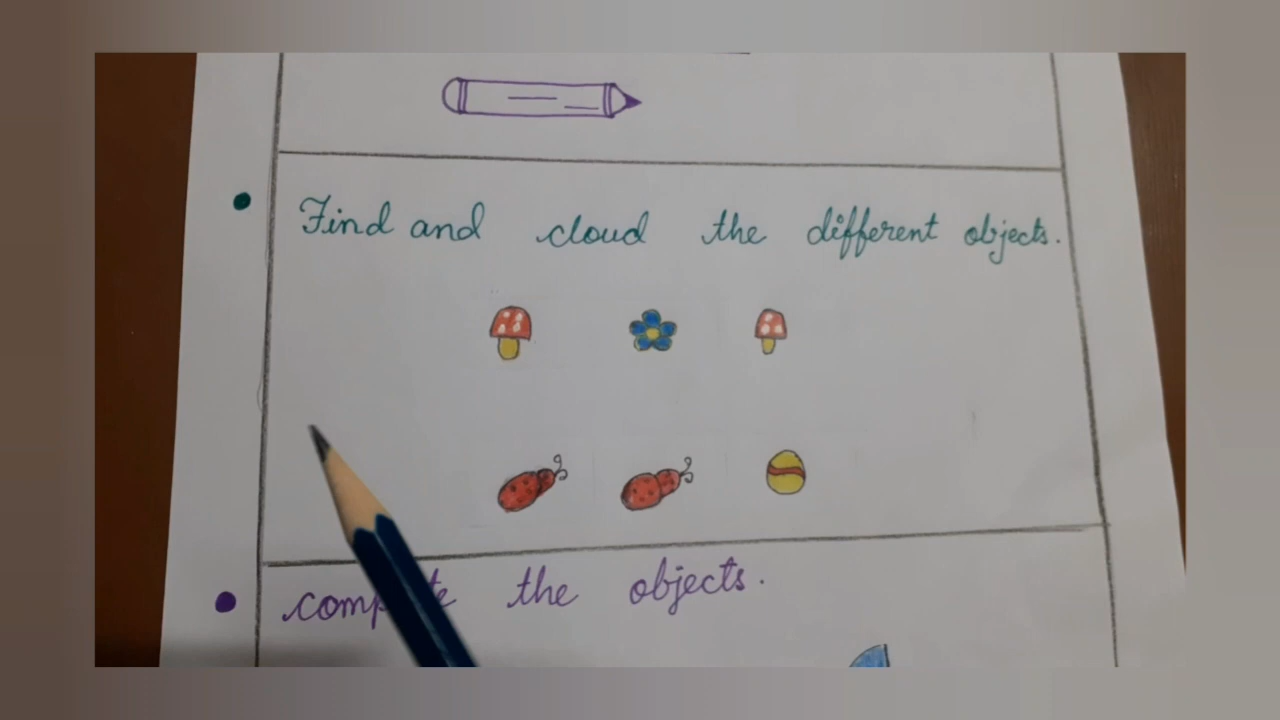 Find and cloud the different objects.
the objects.